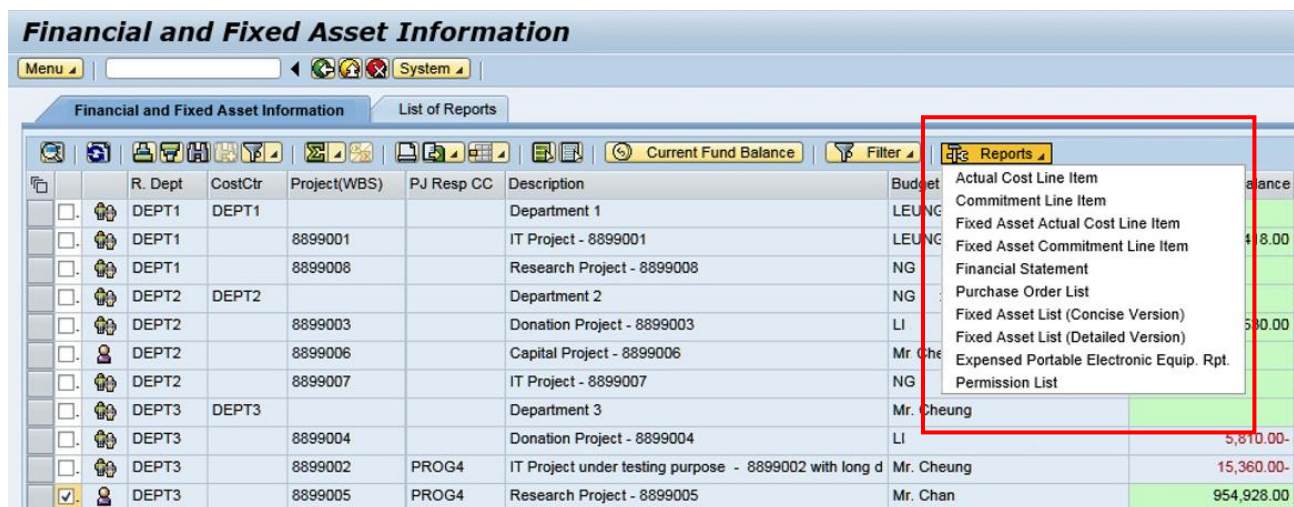 Financial and Fixed Asset Information
Menu System
Financial and Fixed Asset Information List of Reports
Current Fund Balance Filter Reports
R. Dept CostCtr Project(WBS) PJ Resp CC Description Budget
Actual Cost Line Item
Commitment Line Item
Fixed Asset Actual Cost Line Item
Fixed Asset Commitment Line Item
Financial Statement
Purchase Order List
Fixed Asset List (Concise Version)
Fixed Asset List (Detailed Version)
Expensed Portable Electronic Equip. Rpt.
Permission List
DEPT1 DEPT1 Department 1
DEPT1 8899001 IT Project - 8899001
DEPT1 8899008 Research Project - 8899008 NG
DEPT2 DEPT2 Department 2 NG
DEPT2 8899003 Donation Project - 8899003 LI
DEPT2 8899006 Capital Project - 8899006 Mr.
DEPT2 8899007 IT Project - 8899007 NG
DEPT3 DEPT3 Department 3 Mr. Cheung
DEPT3 8899004 Donation Project - 8899004 LI 5,810.00-
DEPT3 8899002 PROG4 IT Project under testing purpose - 8899002 with long d Mr. Cheung 15,360.00-
DEPT3 8899005 PROG4 Research Project - 8899005 Mr. Chan 954,928.00